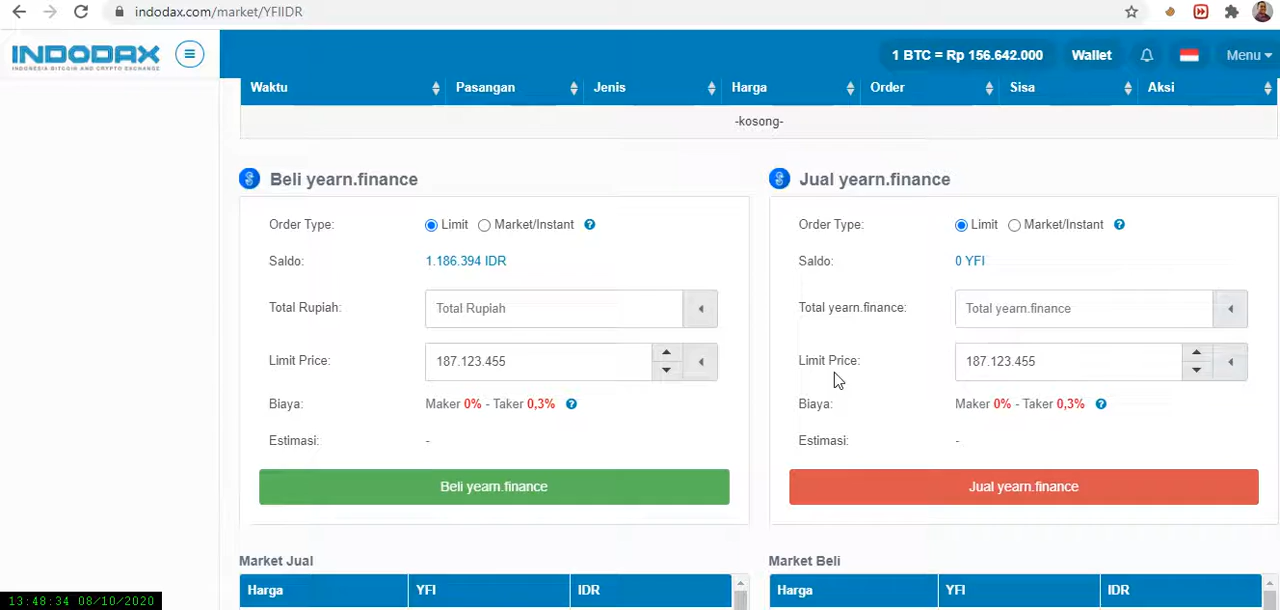 indodax.com/market/YFIIDR
INDODAX
INDONESIA BITCOIN AND CRYPTO EXCHANGE
1 BTC = Rp 156.642.000 Wallet Menu
Waktu Pasangan Jenis Harga Order Sisa Aksi
-kosong-
Beli yearn.finance
Order Type: Limit Market/Instant
Saldo: 1.186.394 IDR
Total Rupiah: Total Rupiah
Limit Price: 187.123.455
Biaya: Maker 0% - Taker 0,3%
Estimasi: -
Beli yearn.finance
Jual yearn.finance
Order Type: Limit Market/Instant
Saldo: 0 YFI
Total yearn.finance: Total yearn.finance
Limit Price: 187.123.455
Biaya: Maker 0% - Taker 0,3%
Estimasi: -
Jual yearn.finance
Market Jual
Harga YFI IDR
Market Beli
Harga YFI IDR
13:48:34 08/10/2020